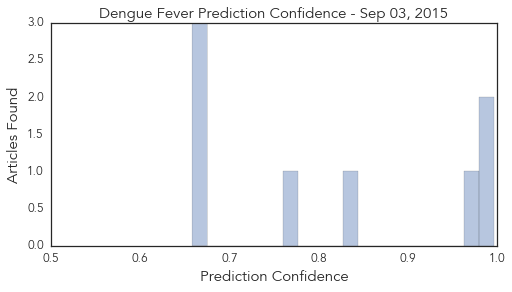 Dengue Fever Prediction Confidence - Sep 03, 2015
3.0
2.5
2.0
1.5
1.0
0.5
0.0
Articles Found
0.5 0.6 0.7 0.8 0.9 1.0
Prediction Confidence